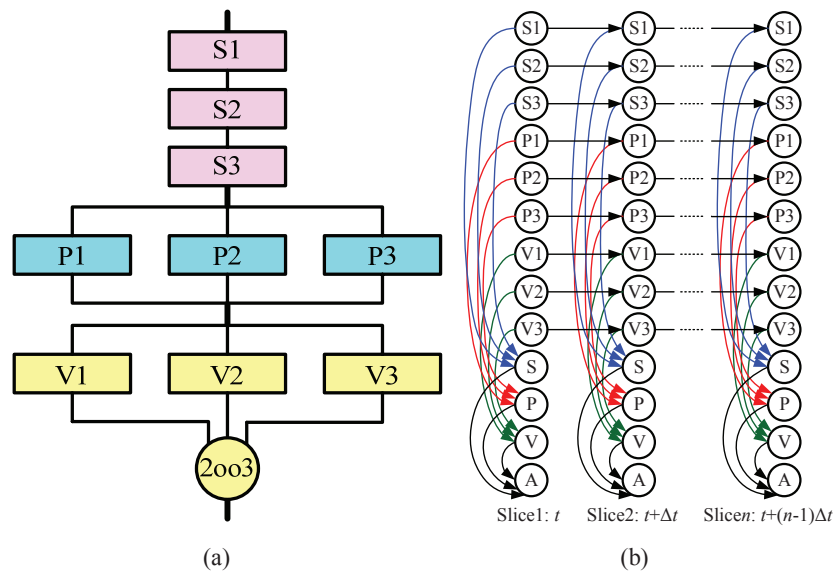 S1
S2
S3
P1 P2 P3
V1 V2 V3
2oo3
(a)
S1 S1 S1
S2 S2 S2
S3 S3 S3
P1 P1 P1
P2 P2 P2
P3 P3 P3
V1 V1 V1
V2 V2 V2
V3 V3 V3
S S S
P P P
V V V
A A A
Slice1: t Slice2: t+Δt Slicen: t+(n-1)Δt
(b)